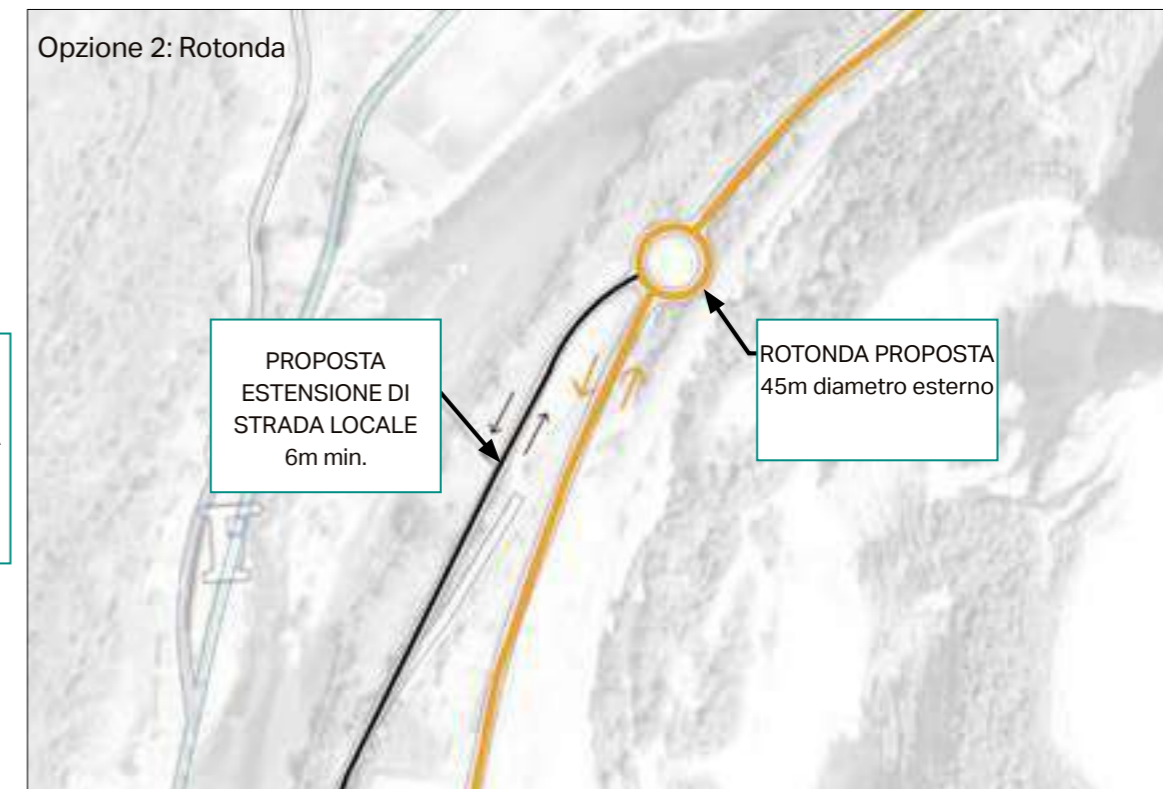 Opzione 2: Rotonda
PROPOSTA
ESTENSIONE DI
STRADA LOCALE
6m min.
ROTONDA PROPOSTA
45m diametro esterno